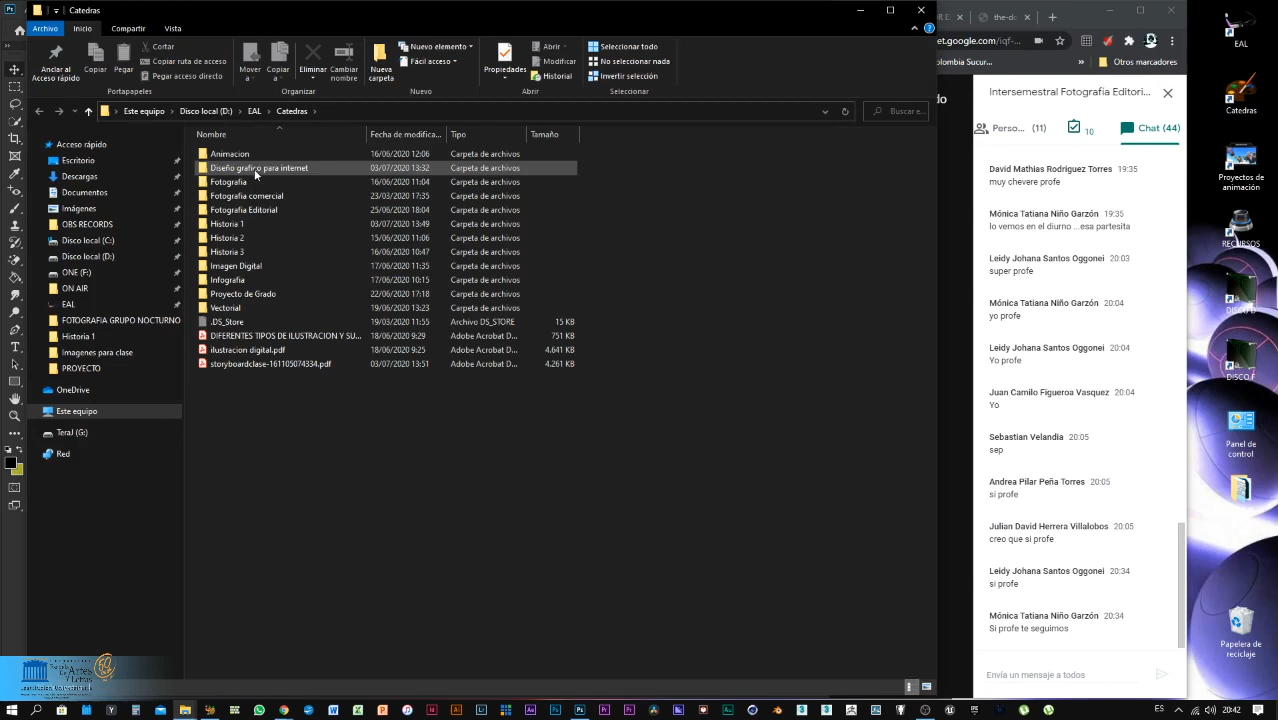 Catedras
Archivo Inicio Compartir Vista
Anclar al Acceso rápido
Copiar
Pegar
Cortar
Copiar ruta de acceso
Pegar acceso directo
Portapapeles
Mover a
Copiar a
Eliminar
Cambiar nombre
Organizar
Nueva carpeta
Nuevo elemento
Fácil acceso
Nuevo
Propiedades
Abrir
Modificar
Historial
Abrir
Seleccionar todo
No seleccionar nada
Invertir selección
Seleccionar
Este equipo › Disco local (D:) › EAL › Catedras ›
Buscar e...
Nombre Fecha de modifica... Tipo Tamaño
Acceso rápido
Escritorio
Descargas
Documentos
Imágenes
OBS RECORDS
Disco local (C:)
Disco local (D:)
ONE (F:)
ON AIR
EAL
FOTOGRAFIA GRUPO NOCTURNO
Historia 1
Imagenes para clase
PROYECTO
OneDrive
Este equipo
TeraJ (G:)
Red
Animacion 16/06/2020 12:06 Carpeta de archivos
Diseño grafico para internet 03/07/2020 13:32 Carpeta de archivos
Fotografia 16/06/2020 11:04 Carpeta de archivos
Fotografia comercial 23/03/2020 17:35 Carpeta de archivos
Fotografia Editorial 25/06/2020 18:04 Carpeta de archivos
Historia 1 03/07/2020 13:49 Carpeta de archivos
Historia 2 15/06/2020 11:06 Carpeta de archivos
Historia 3 16/06/2020 10:47 Carpeta de archivos
Imagen Digital 17/06/2020 11:35 Carpeta de archivos
Infografia 17/06/2020 10:15 Carpeta de archivos
Proyecto de Grado 22/06/2020 17:18 Carpeta de archivos
Vectorial 19/06/2020 13:23 Carpeta de archivos
.DS_Store 19/03/2020 11:55 Archivo DS_STORE 15 KB
DIFERENTES TIPOS DE ILUSTRACION Y SU... 18/06/2020 9:29 Adobe Acrobat D... 751 KB
ilustracion digital.pdf 18/06/2020 9:25 Adobe Acrobat D... 4.641 KB
storyboardclase-161105074334.pdf 03/07/2020 13:51 Adobe Acrobat D... 4.261 KB
the-do
et.google.com/iqf-
olombia Sucur... » Otros marcadores
do
Intersemestral Fotografia Editori...
Perso... (11) 10 Chat (44)
David Mathias Rodriguez Torres 19:35
muy chevere profe
Mónica Tatiana Niño Garzón 19:35
lo vemos en el diurno ...esa partesita
Leidy Johana Santos Oggonei 20:03
super profe
Mónica Tatiana Niño Garzón 20:04
yo profe
Leidy Johana Santos Oggonei 20:04
Yo profe
Juan Camilo Figueroa Vasquez 20:04
Yo
Sebastian Velandia 20:05
sep
Andrea Pilar Peña Torres 20:05
si profe
Julian David Herrera Villalobos 20:05
creo que si profe
Leidy Johana Santos Oggonei 20:34
si profe
Mónica Tatiana Niño Garzón 20:34
Si profe te seguimos
Envía un mensaje a todos
EAL
Catedras
Proyectos de animación
RECURSOS
DISCO D
DISCO F
Panel de control
Papelera de reciclaje
ES 20:42